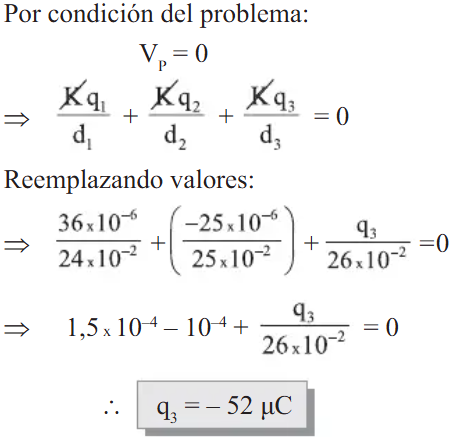 Por condición del problema:
V_P = 0
⇒ Kq₁/d₁ + Kq₂/d₂ + Kq₃/d₃ = 0
Reemplazando valores:
⇒ 36x10⁻⁶/24x10⁻² + (−25x10⁻⁶/25x10⁻²) + q₃/26x10⁻² =0
⇒ 1,5 x 10⁻⁴ – 10⁻⁴ + q₃/26x10⁻² = 0
∴ q₃ = – 52 μC